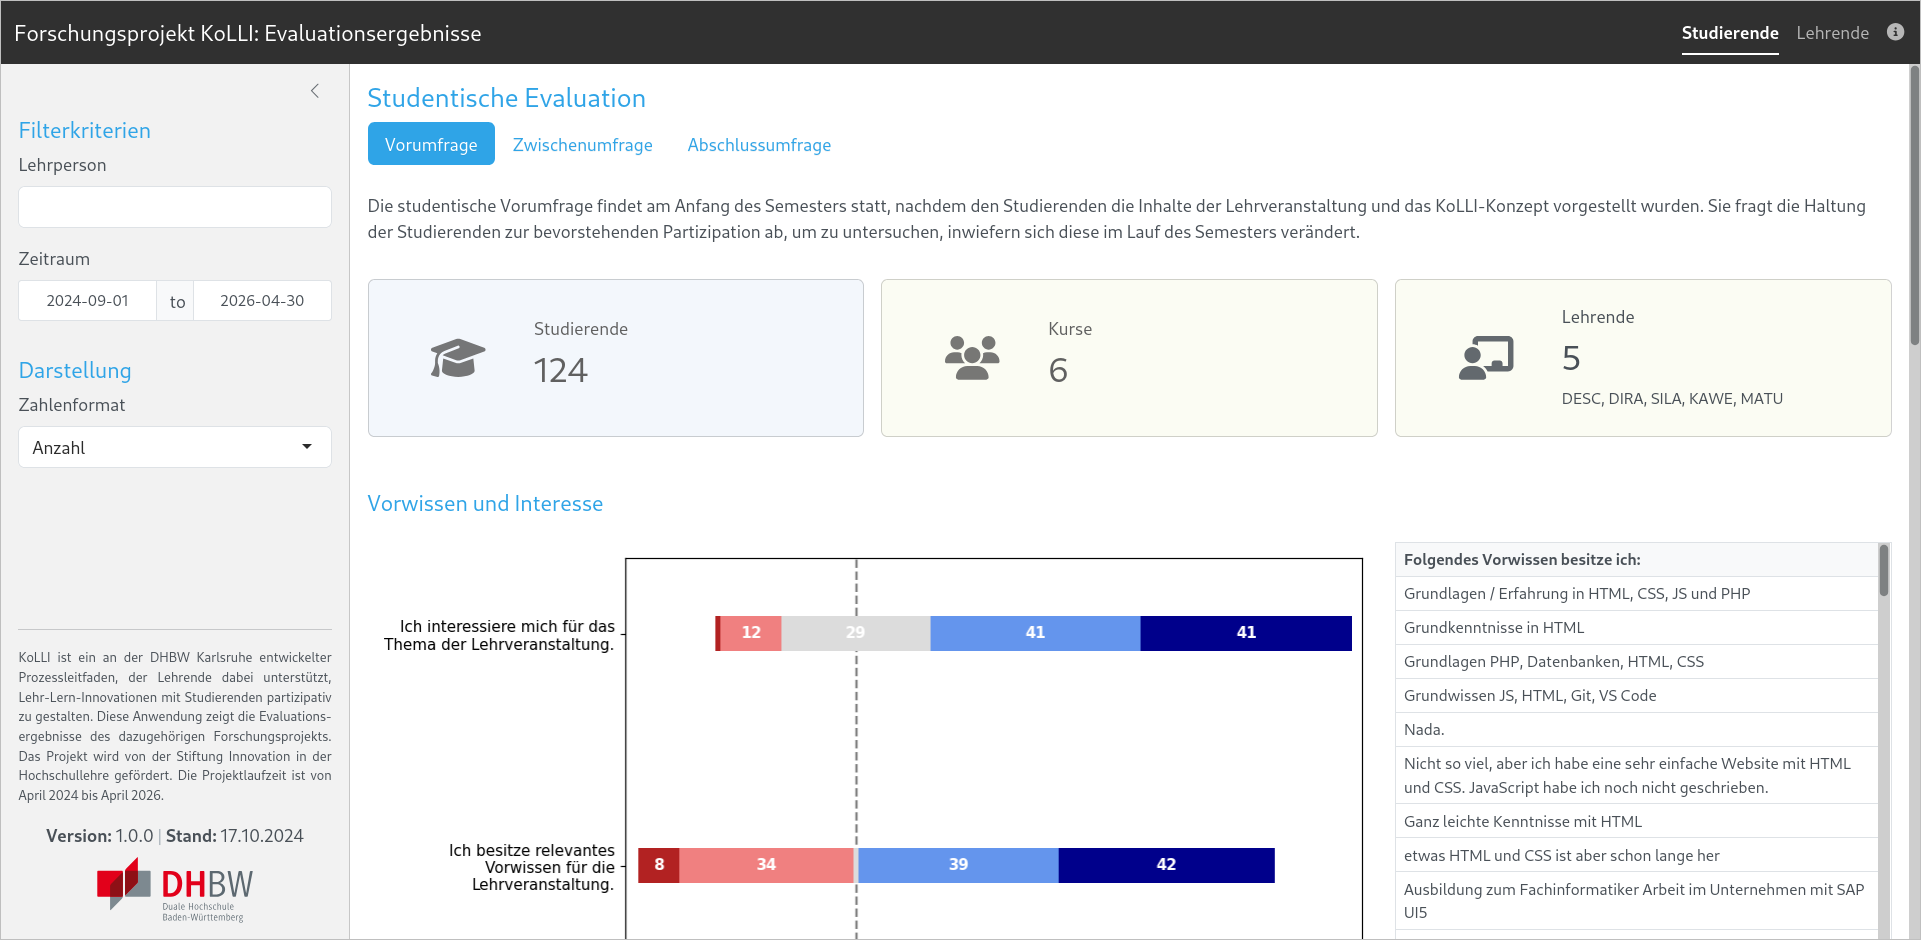 Forschungsprojekt KoLLI: Evaluationsergebnisse
Studierende
Lehrende
Filterkriterien
Lehrperson
Zeitraum
2024-09-01 to 2026-04-30
Darstellung
Zahlenformat
Anzahl
KoLLI ist ein an der DHBW Karlsruhe entwickelter
Prozessleitfaden, der Lehrende dabei unterstützt,
Lehr-Lern-Innovationen mit Studierenden partizipativ
zu gestalten. Diese Anwendung zeigt die Evaluations-
ergebnisse des dazugehörigen Forschungsprojekts.
Das Projekt wird von der Stiftung Innovation in der
Hochschullehre gefördert. Die Projektlaufzeit ist von
April 2024 bis April 2026.
Version: 1.0.0 | Stand: 17.10.2024
DHBW
Duale Hochschule
Baden-Württemberg
Studentische Evaluation
Vorumfrage
Zwischenumfrage
Abschlussumfrage
Die studentische Vorumfrage findet am Anfang des Semesters statt, nachdem den Studierenden die Inhalte der Lehrveranstaltung und das KoLLI-Konzept vorgestellt wurden. Sie fragt die Haltung
der Studierenden zur bevorstehenden Partizipation ab, um zu untersuchen, inwiefern sich diese im Lauf des Semesters verändert.
Studierende
124
Kurse
6
Lehrende
5
DESC, DIRA, SILA, KAWE, MATU
Vorwissen und Interesse
Ich interessiere mich für das
Thema der Lehrveranstaltung.
12 29 41 41
Ich besitze relevantes
Vorwissen für die
Lehrveranstaltung.
8 34 39 42
Folgendes Vorwissen besitze ich:
Grundlagen / Erfahrung in HTML, CSS, JS und PHP
Grundkenntnisse in HTML
Grundlagen PHP, Datenbanken, HTML, CSS
Grundwissen JS, HTML, Git, VS Code
Nada.
Nicht so viel, aber ich habe eine sehr einfache Website mit HTML
und CSS. JavaScript habe ich noch nicht geschrieben.
Ganz leichte Kenntnisse mit HTML
etwas HTML und CSS ist aber schon lange her
Ausbildung zum Fachinformatiker Arbeit im Unternehmen mit SAP
UI5